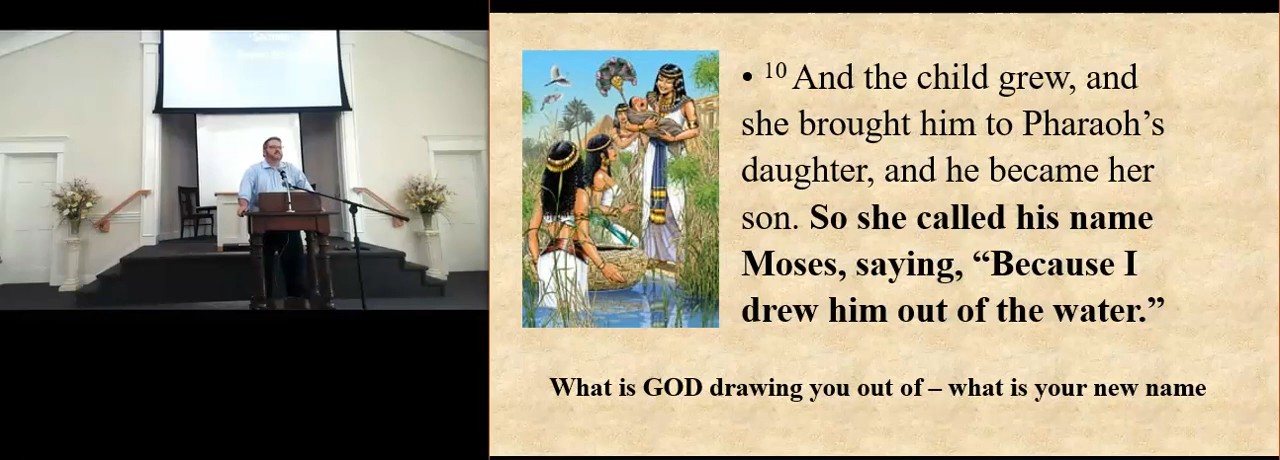 • 10 And the child grew, and
she brought him to Pharaoh’s
daughter, and he became her
son. So she called his name
Moses, saying, “Because I
drew him out of the water.”
What is GOD drawing you out of – what is your new name